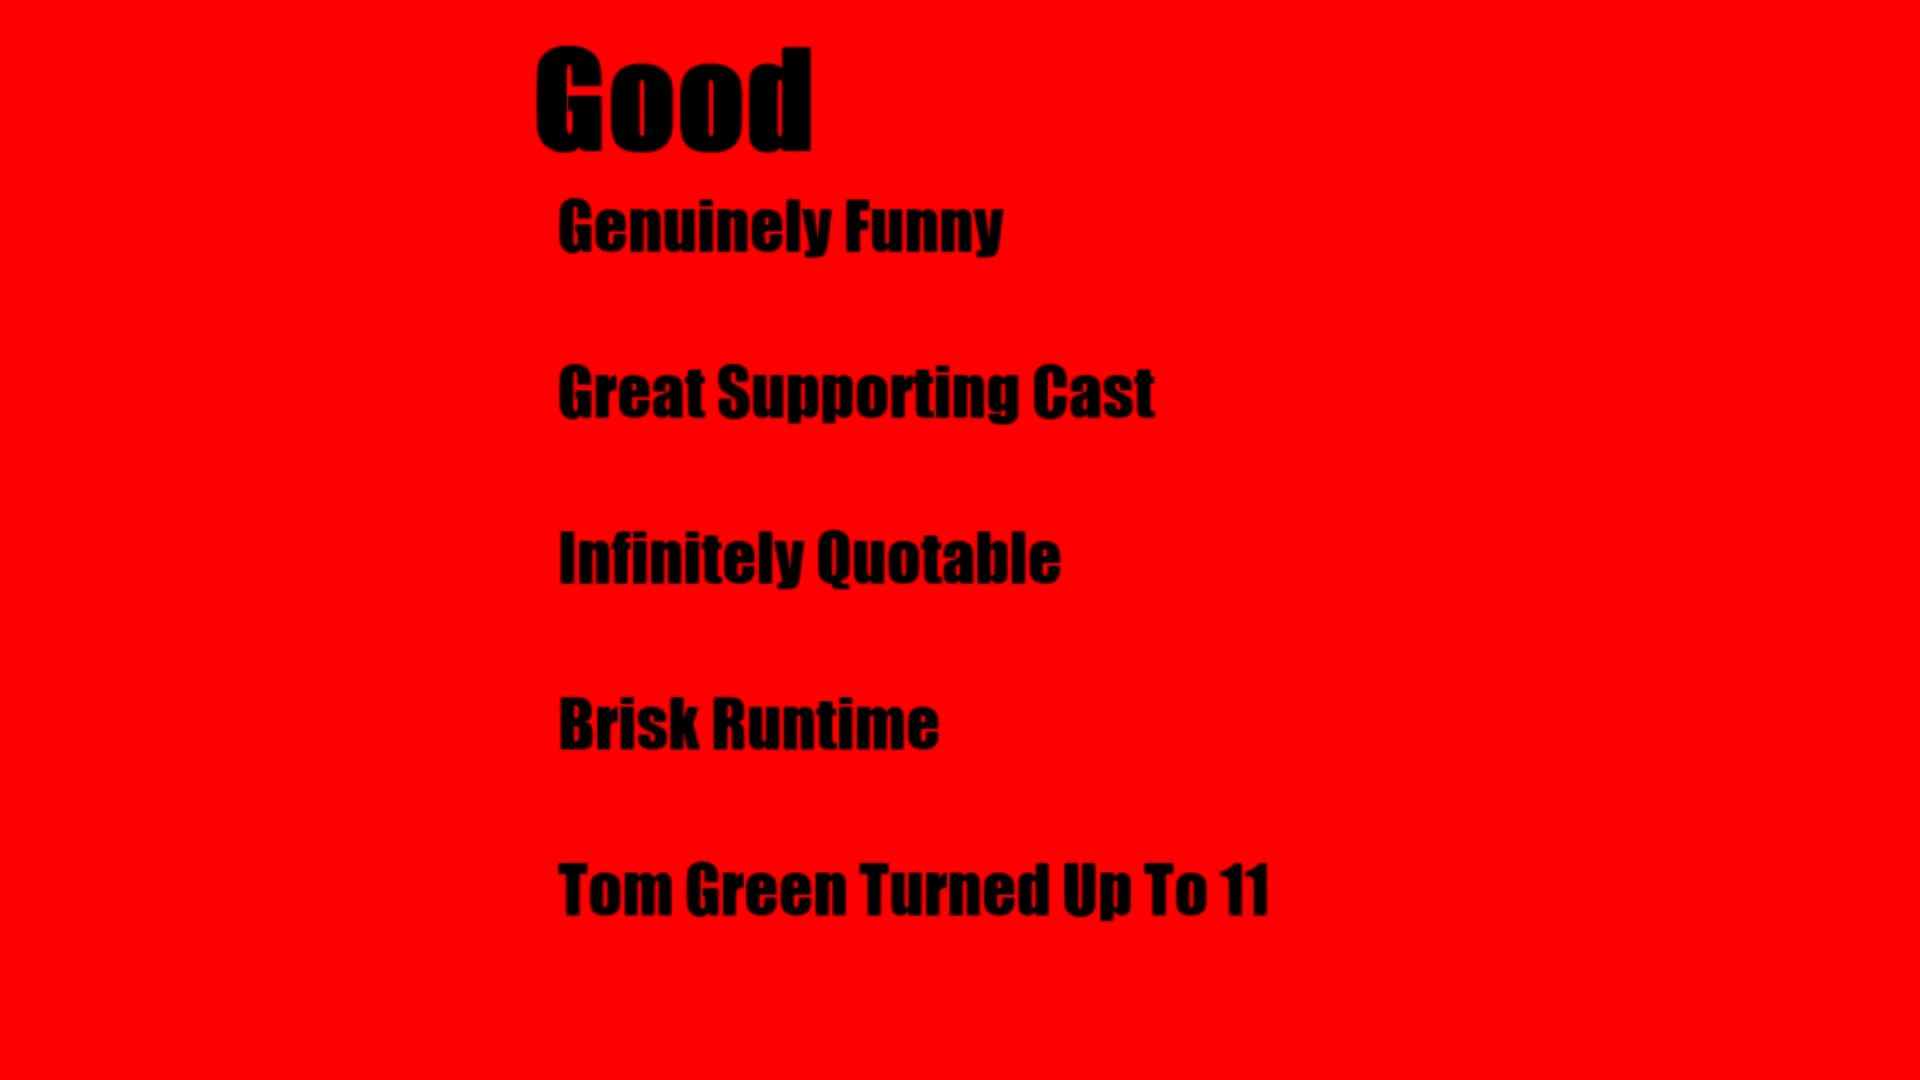 Good
Genuinely Funny
Great Supporting Cast
Infinitely Quotable
Brisk Runtime
Tom Green Turned Up To 11